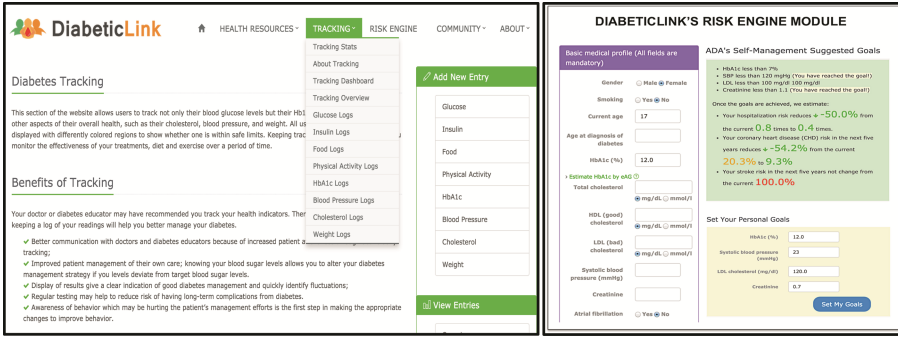 DiabeticLink
HEALTH RESOURCES
TRACKING
RISK ENGINE
COMMUNITY
ABOUT
Tracking Stats
About Tracking
Tracking Dashboard
Tracking Overview
Glucose Logs
Insulin Logs
Food Logs
Physical Activity Logs
HbA1c Logs
Blood Pressure Logs
Cholesterol Logs
Weight Logs
Diabetes Tracking
This section of the website allows users to track not only their blood glucose levels but their Hb1
other aspects of their overall health, such as their cholesterol, blood pressure, and weight. All us
displayed with differently colored regions to show whether one is within safe limits. Keeping trac
monitor the effectiveness of your treatments, diet and exercise over a period of time.
Benefits of Tracking
Your doctor or diabetes educator may have recommended you track your health indicators. Ther
keeping a log of your readings will help you better manage your diabetes.
✓ Better communication with doctors and diabetes educators because of increased patient a
tracking;
✓ Improved patient management of their own care; knowing your blood sugar levels allows you to alter your diabetes
management strategy if you levels deviate from target blood sugar levels.
✓ Display of results give a clear indication of good diabetes management and quickly identify fluctuations;
✓ Regular testing may help to reduce risk of having long-term complications from diabetes.
✓ Awareness of behavior which may be hurting the patient's management efforts is the first step in making the appropriate
changes to improve behavior.
Add New Entry
Glucose
Insulin
Food
Physical Activity
HbA1c
Blood Pressure
Cholesterol
Weight
View Entries
DIABETICLINK'S RISK ENGINE MODULE
Basic medical profile (All fields are
mandatory)
Gender Male Female
Smoking Yes No
Current age 17
Age at diagnosis of
diabetes
HbA1c (%) 12.0
› Estimate HbA1c by eAG
Total cholesterol
mg/dL mmol/l
HDL (good)
cholesterol
mg/dL mmol/l
LDL (bad)
cholesterol
mg/dL mmol/l
Systolic blood
pressure (mmHg)
Creatinine
Atrial fibrillation Yes No
ADA's Self-Management Suggested Goals
• HbA1c less than 7%
• SBP less than 120 mgHg (You have reached the goal!)
• LDL less than 100 mg/dl 100 mg/dl
• Creatinine less than 1.1 (You have reached the goal!)
Once the goals are achieved, we estimate:
• Your hospitalization risk reduces -50.0% from
the current 0.8 times to 0.4 times.
• Your coronary heart disease (CHD) risk in the next five
years reduces -54.2% from the current
20.3% to 9.3%
• Your stroke risk in the next five years not change from
the current 100.0%
Set Your Personal Goals
HbA1c (%) 12.0
Systolic blood pressure
(mmHg)
23
LDL cholesterol (mg/dl) 120.0
Creatinine 0.7
Set My Goals